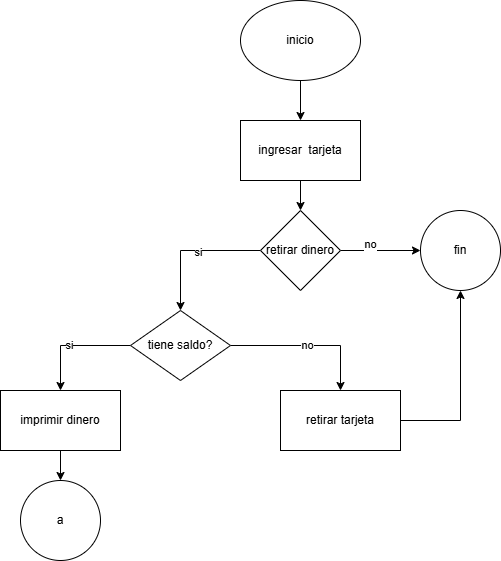 inicio
ingresar tarjeta
retirar dinero
no
fin
si
tiene saldo?
si
no
imprimir dinero
retirar tarjeta
a